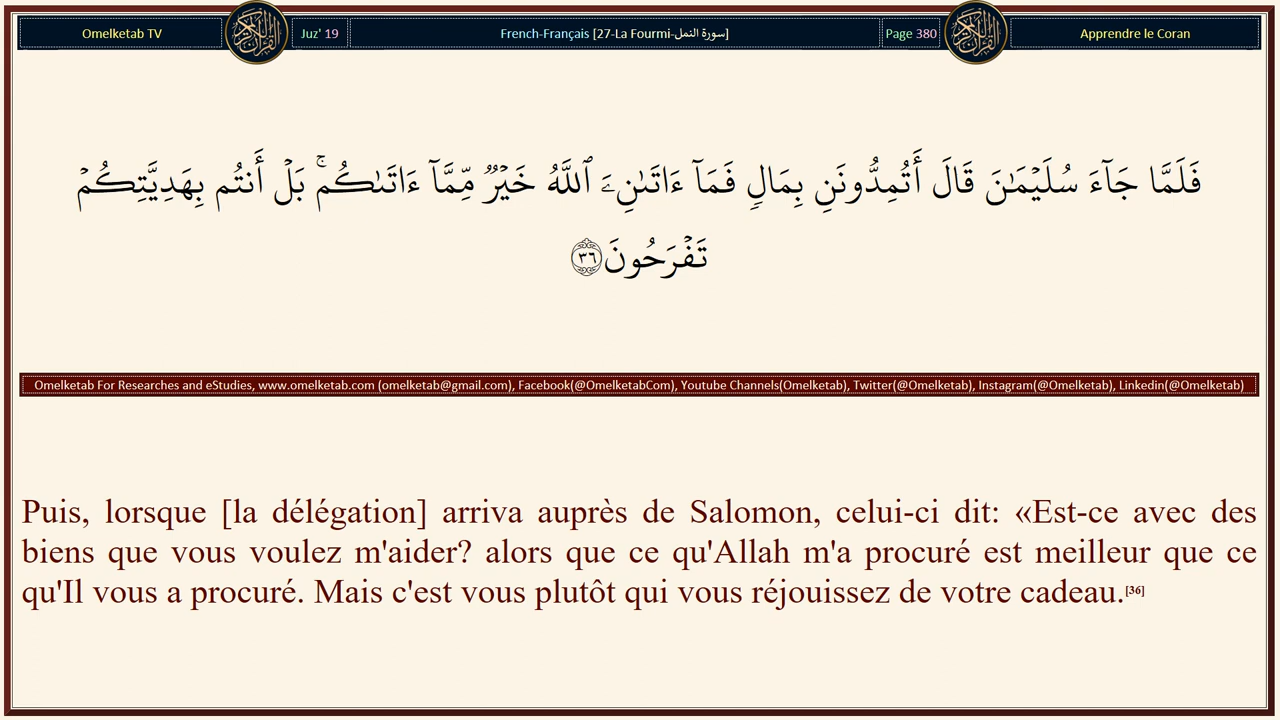 Omelketab TV
Juz' 19
French-Français [27-La Fourmi-سورة النمل]
Page 380
Apprendre le Coran
فَلَمَّا جَآءَ سُلَيۡمَٰنَ قَالَ أَتُمِدُّونَنِ بِمَالٖ فَمَآ ءَاتَىٰنِۦَ ٱللَّهُ خَيۡرٞ مِّمَّآ ءَاتَىٰكُمۚ بَلۡ أَنتُم بِهَدِيَّتِكُمۡ
تَفۡرَحُونَ ٣٦
Omelketab For Researches and eStudies, www.omelketab.com (omelketab@gmail.com), Facebook(@OmelketabCom), Youtube Channels(Omelketab), Twitter(@Omelketab), Instagram(@Omelketab), Linkedin(@Omelketab)
Puis, lorsque [la délégation] arriva auprès de Salomon, celui-ci dit: «Est-ce avec des
biens que vous voulez m'aider? alors que ce qu'Allah m'a procuré est meilleur que ce
qu'Il vous a procuré. Mais c'est vous plutôt qui vous réjouissez de votre cadeau.[36]